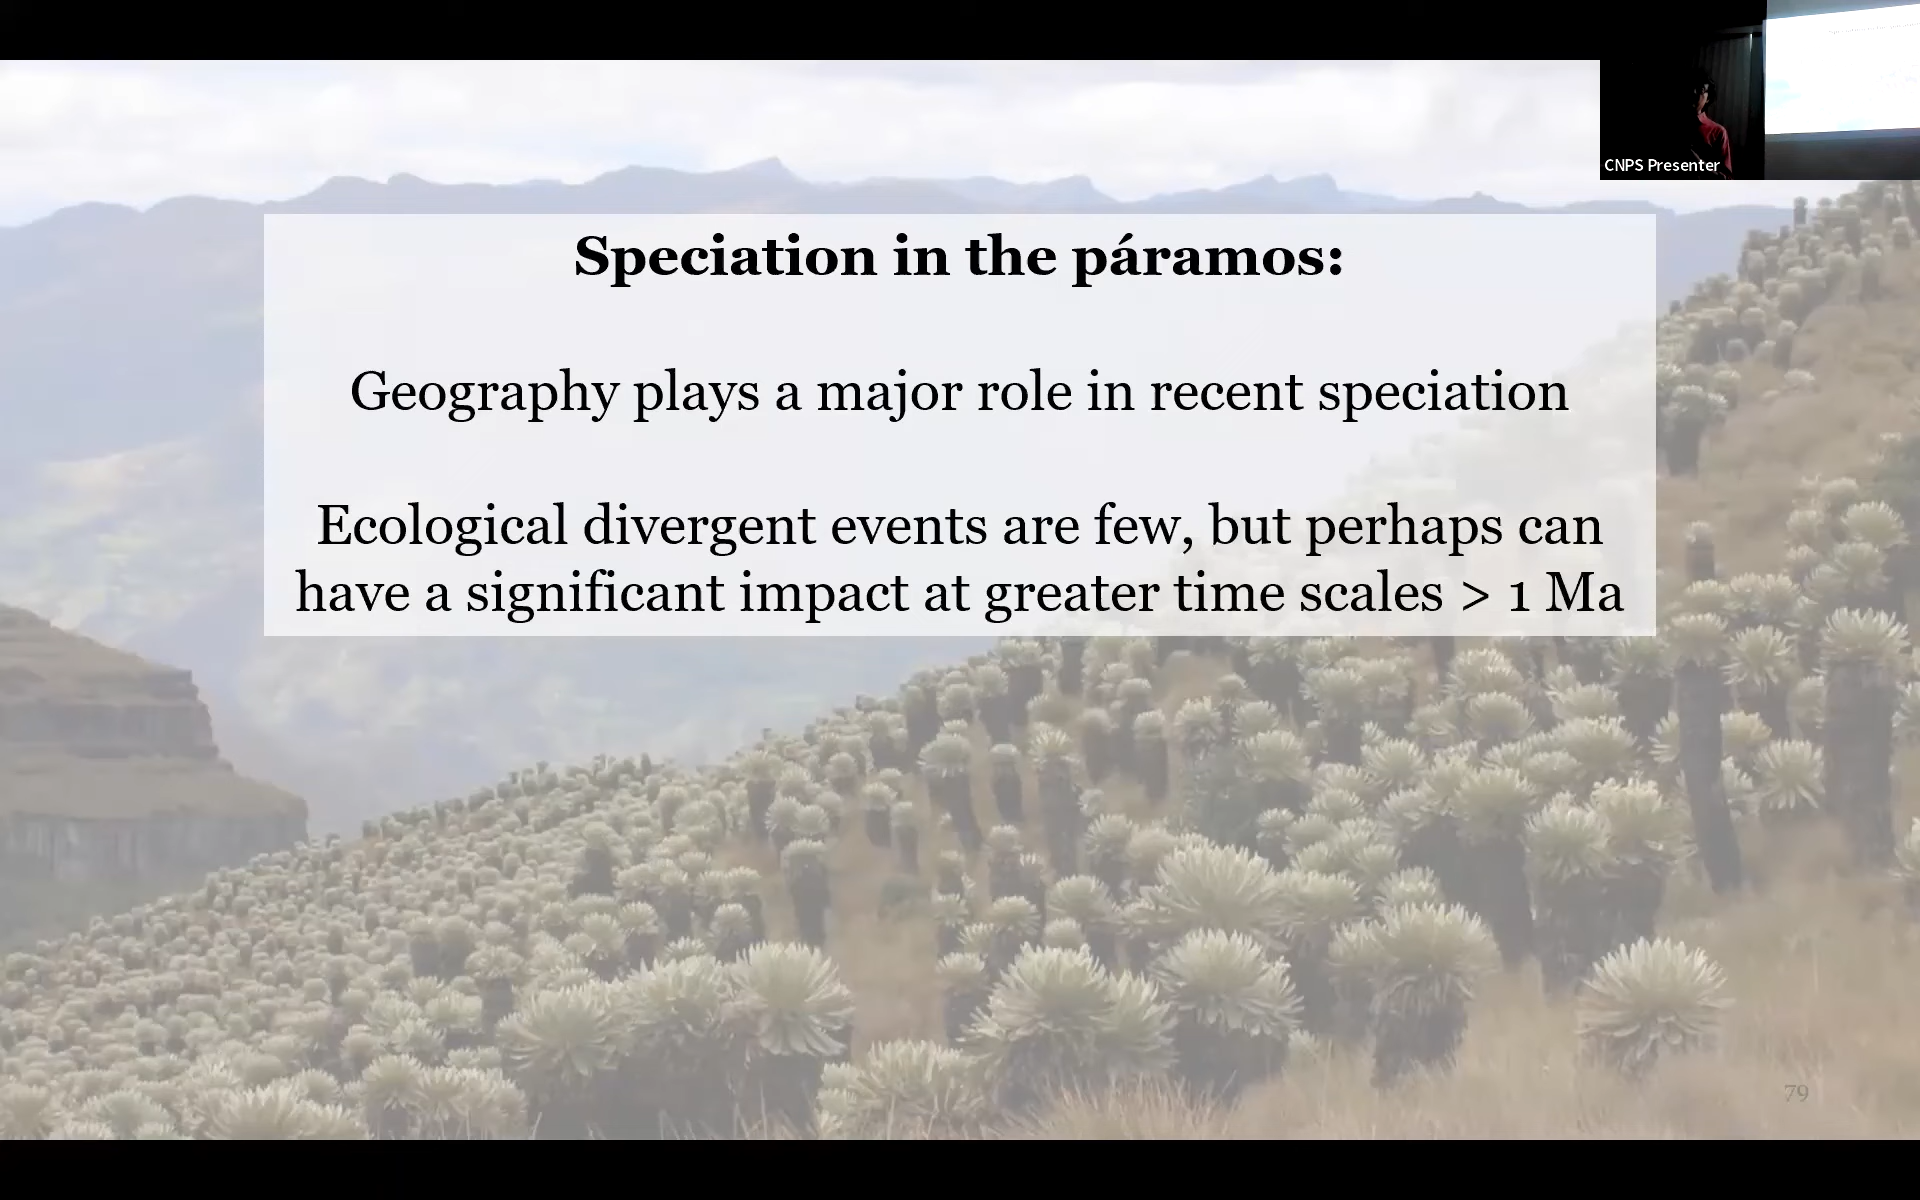 CNPS Presenter
Speciation in the páramos:
Geography plays a major role in recent speciation
Ecological divergent events are few, but perhaps can
have a significant impact at greater time scales > 1 Ma
79